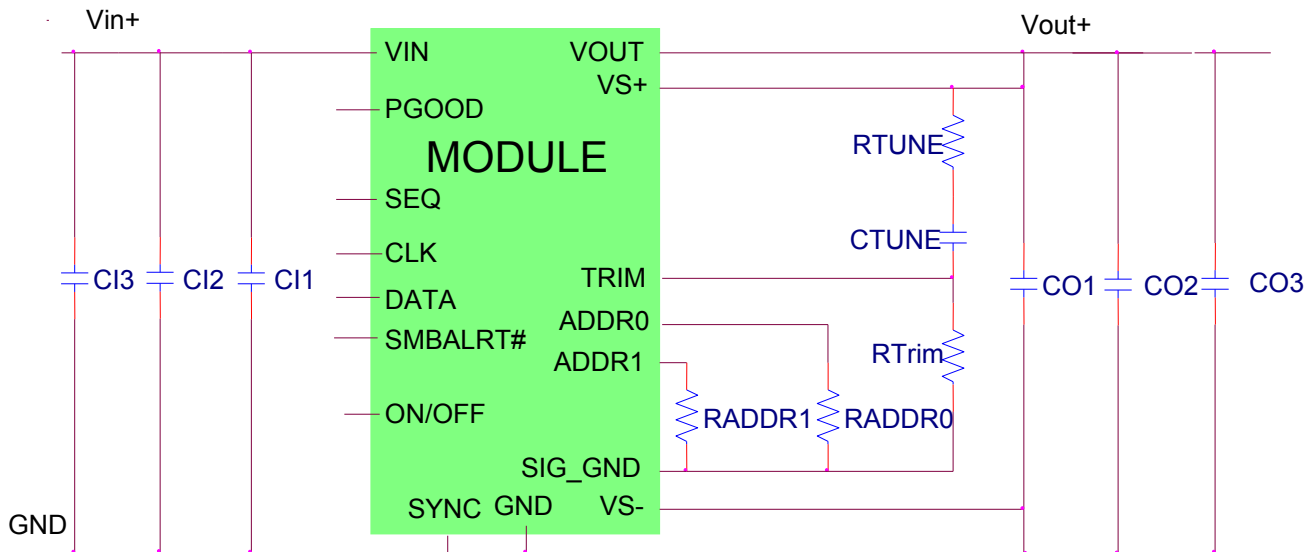 Vin+
Vout+
VIN
VOUT
VS+
PGOOD
RTUNE
MODULE
SEQ
CTUNE
CLK
TRIM
CI3
CI2
CI1
CO1
CO2
CO3
DATA
ADDR0
SMBALRT#
RTrim
ADDR1
ON/OFF
RADDR1
RADDR0
SIG_GND
SYNC
GND
VS-
GND